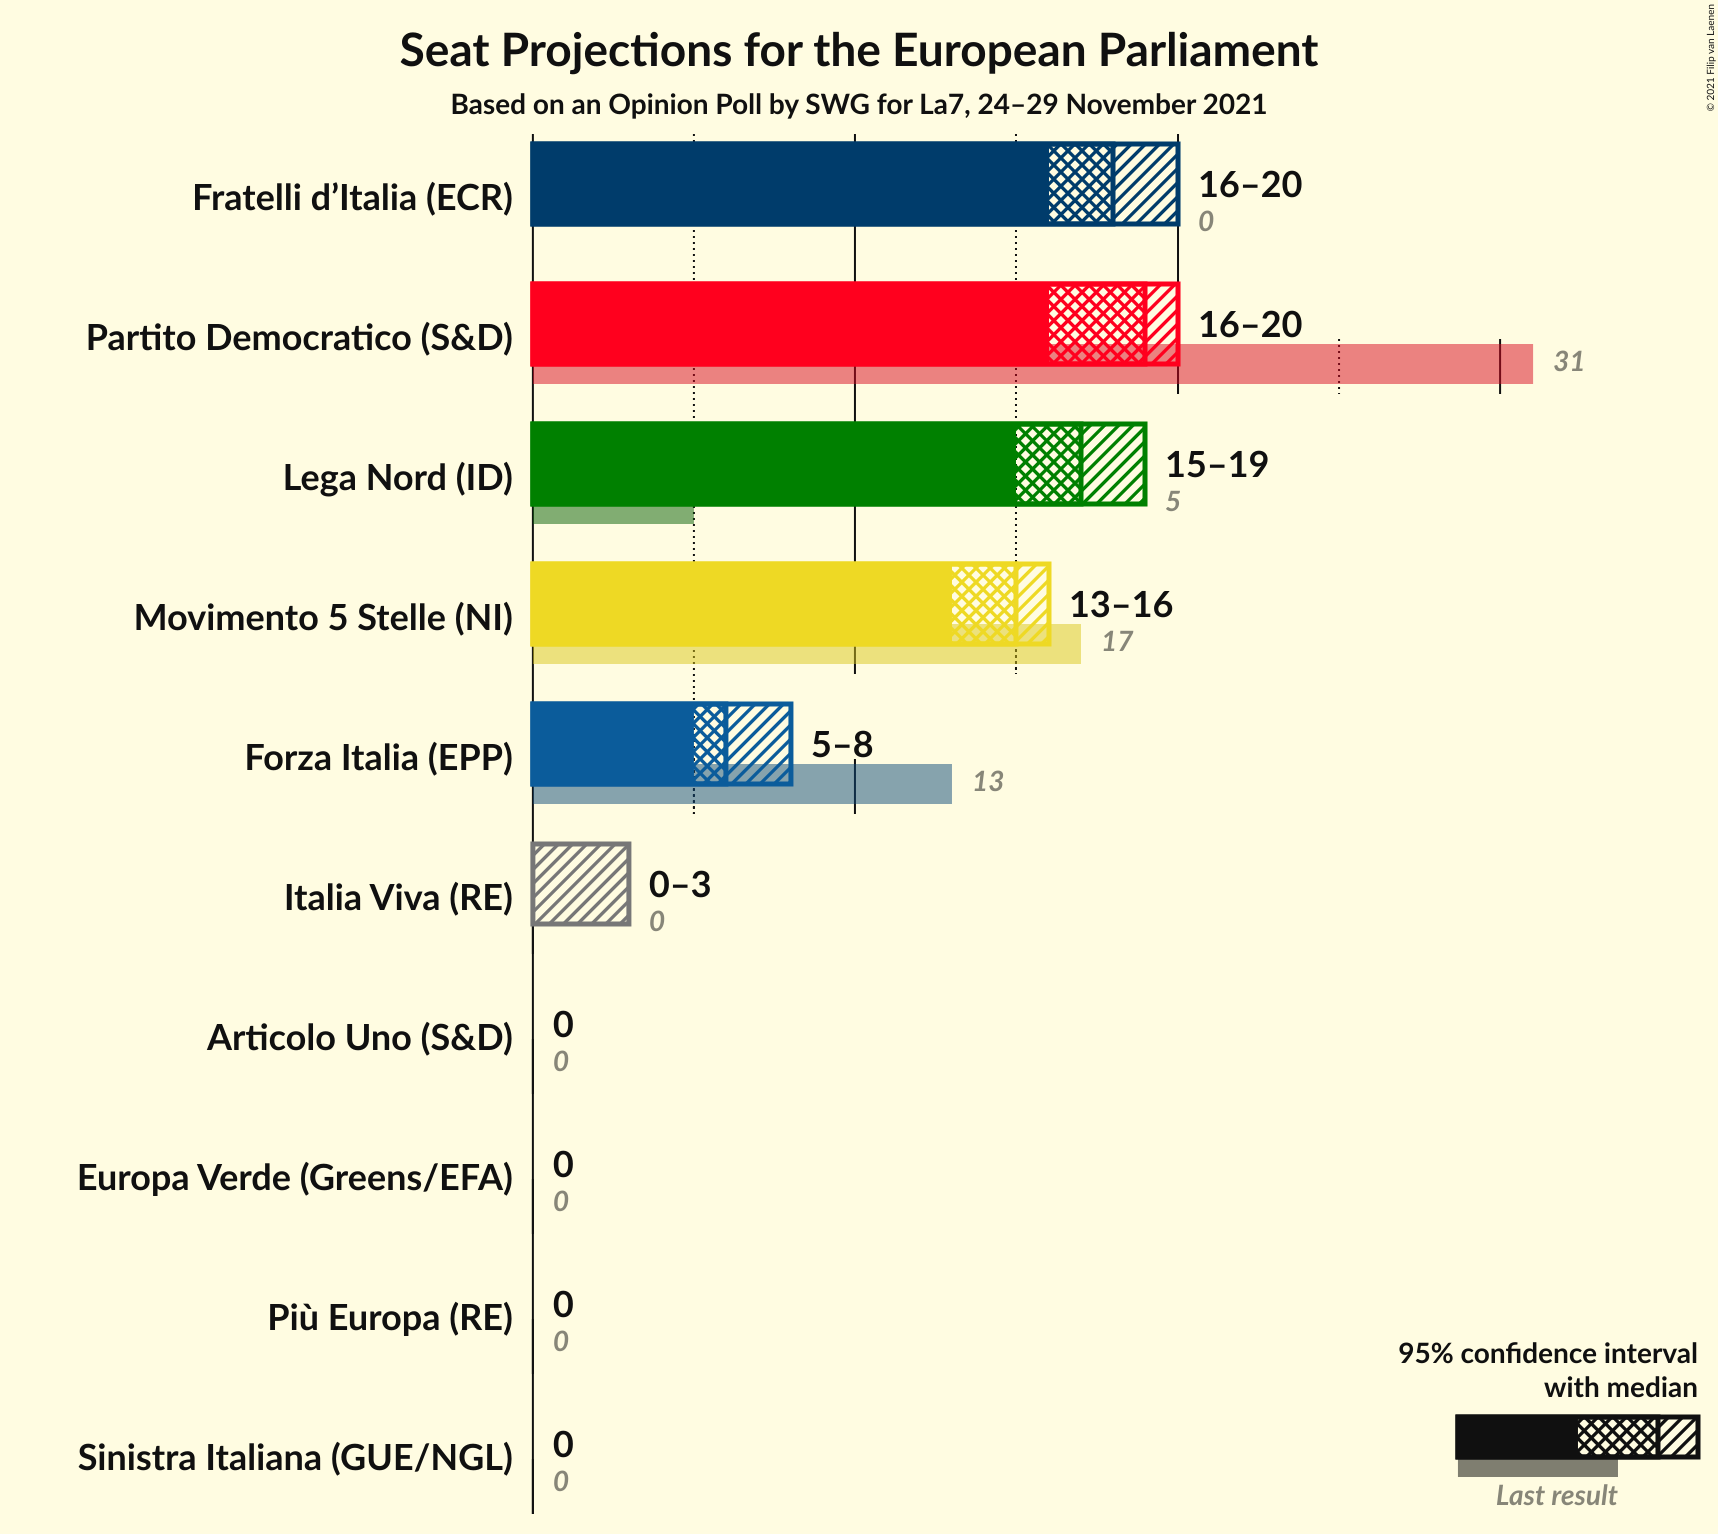 Seat Projections for the European Parliament
Based on an Opinion Poll by SWG for La7, 24–29 November 2021
© 2021 Filip van Laenen
Fratelli d’Italia (ECR)
16–20
0
Partito Democratico (S&D)
16–20
31
Lega Nord (ID)
15–19
5
Movimento 5 Stelle (NI)
13–16
17
Forza Italia (EPP)
5–8
13
Italia Viva (RE)
0–3
0
Articolo Uno (S&D)
0
0
Europa Verde (Greens/EFA)
0
0
Più Europa (RE)
0
0
Sinistra Italiana (GUE/NGL)
0
0
95% confidence interval
with median
Last result